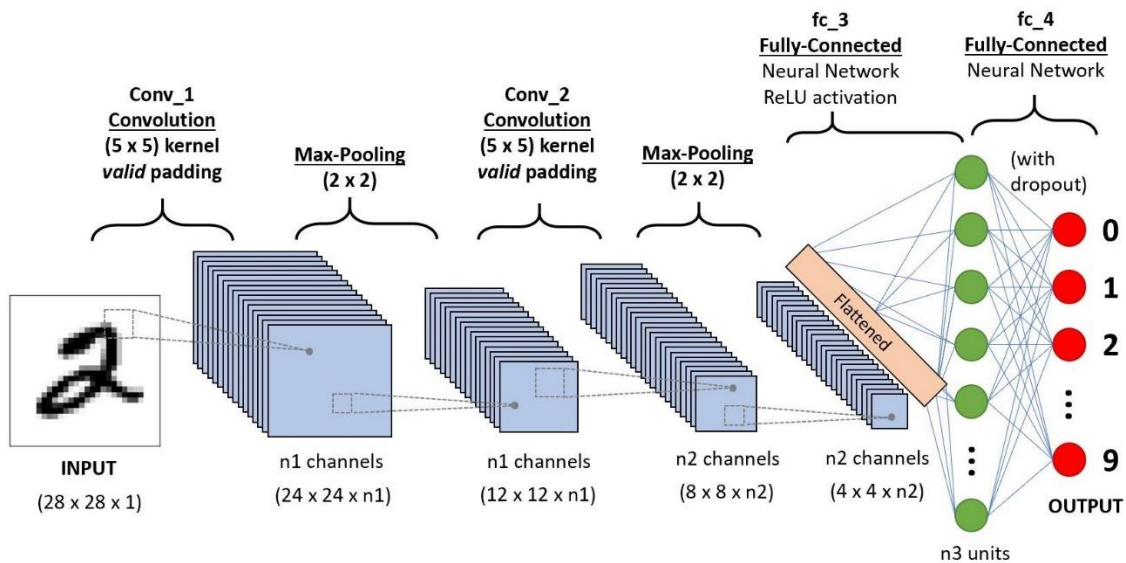 fc_3
Fully-Connected
Neural Network
ReLU activation
fc_4
Fully-Connected
Neural Network
Conv_1
Convolution
(5 x 5) kernel
valid padding
Max-Pooling
(2 x 2)
Conv_2
Convolution
(5 x 5) kernel
valid padding
Max-Pooling
(2 x 2)
(with
dropout)
Flattened
0
1
2
...
9
...
INPUT
(28 x 28 x 1)
n1 channels
(24 x 24 x n1)
n1 channels
(12 x 12 x n1)
n2 channels
(8 x 8 x n2)
n2 channels
(4 x 4 x n2)
OUTPUT
n3 units
2